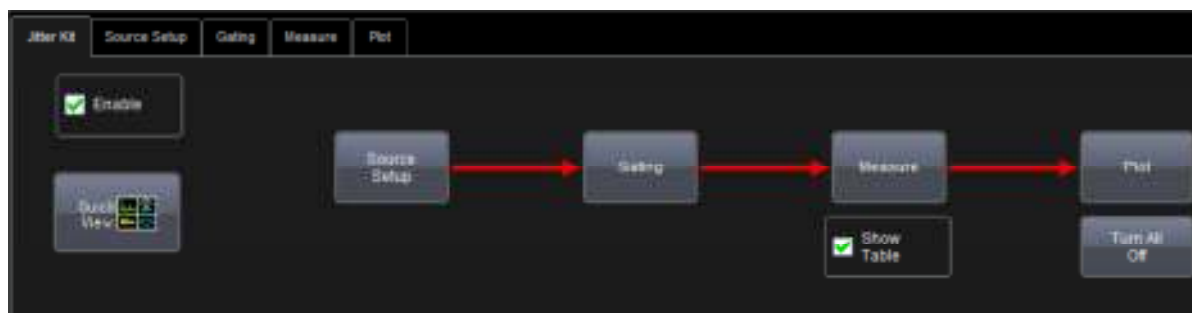 Jitter Kit Source Setup Gating Measure Plot
Enable
Source
Setup
Gating
Measure
Plot
Quick
View
Show
Table
Turn All
Off